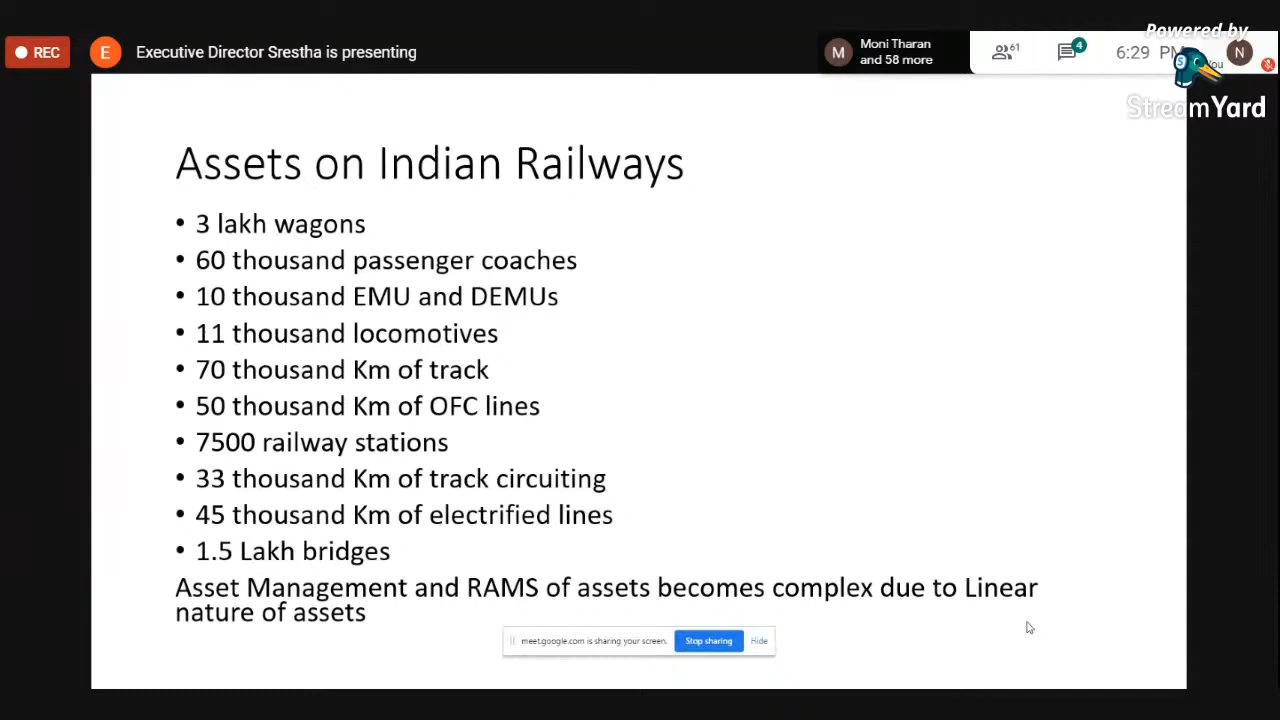 REC
E
Executive Director Srestha is presenting
M
Moni Tharan
and 58 more
61
4
6:29 PM
You
N
Powered by
S
StreamYard
Assets on Indian Railways
• 3 lakh wagons
• 60 thousand passenger coaches
• 10 thousand EMU and DEMUs
• 11 thousand locomotives
• 70 thousand Km of track
• 50 thousand Km of OFC lines
• 7500 railway stations
• 33 thousand Km of track circuiting
• 45 thousand Km of electrified lines
• 1.5 Lakh bridges
Asset Management and RAMS of assets becomes complex due to Linear
nature of assets
meet.google.com is sharing your screen.
Stop sharing
Hide